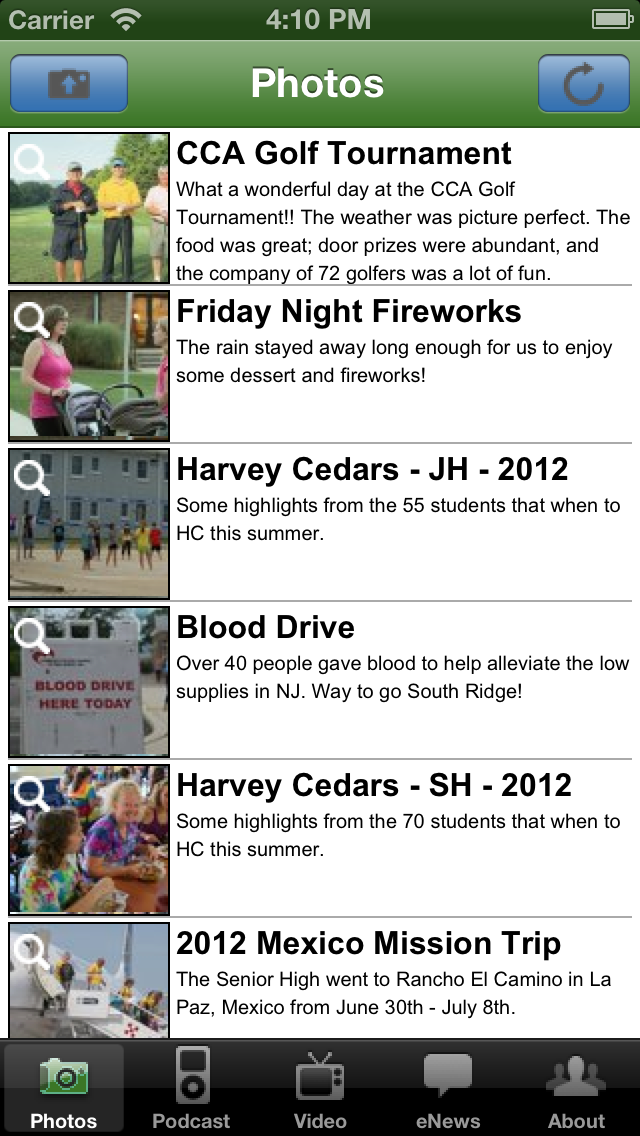 Carrier 4:10 PM
Photos
CCA Golf Tournament
What a wonderful day at the CCA Golf
Tournament!! The weather was picture perfect. The
food was great; door prizes were abundant, and
the company of 72 golfers was a lot of fun.
Friday Night Fireworks
The rain stayed away long enough for us to enjoy
some dessert and fireworks!
Harvey Cedars - JH - 2012
Some highlights from the 55 students that when to
HC this summer.
BLOOD DRIVE
HERE TODAY
Blood Drive
Over 40 people gave blood to help alleviate the low
supplies in NJ. Way to go South Ridge!
Harvey Cedars - SH - 2012
Some highlights from the 70 students that when to
HC this summer.
2012 Mexico Mission Trip
The Senior High went to Rancho El Camino in La
Paz, Mexico from June 30th - July 8th.
Photos Podcast Video eNews About